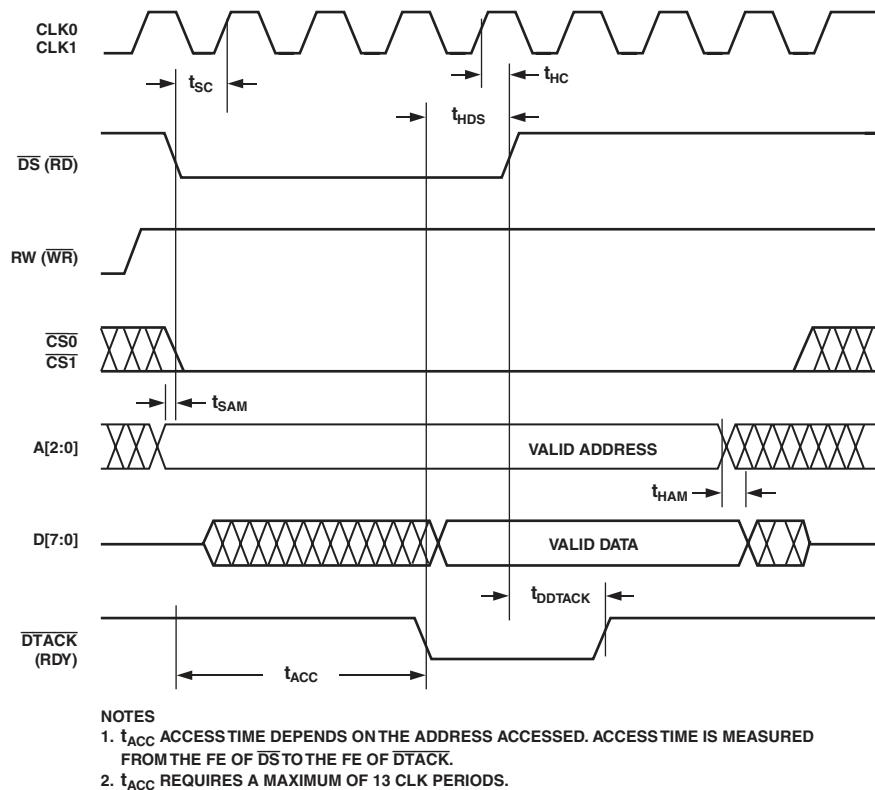 CLK0
CLK1
tSC
tHC
tHDS
DS (RD)
RW (WR)
CS0
CS1
tSAM
A[2:0]
VALID ADDRESS
tHAM
D[7:0]
VALID DATA
tDDTACK
DTACK
(RDY)
tACC
NOTES
1. tACC ACCESS TIME DEPENDS ON THE ADDRESS ACCESSED. ACCESS TIME IS MEASURED
FROM THE FE OF DS TO THE FE OF DTACK.
2. tACC REQUIRES A MAXIMUM OF 13 CLK PERIODS.